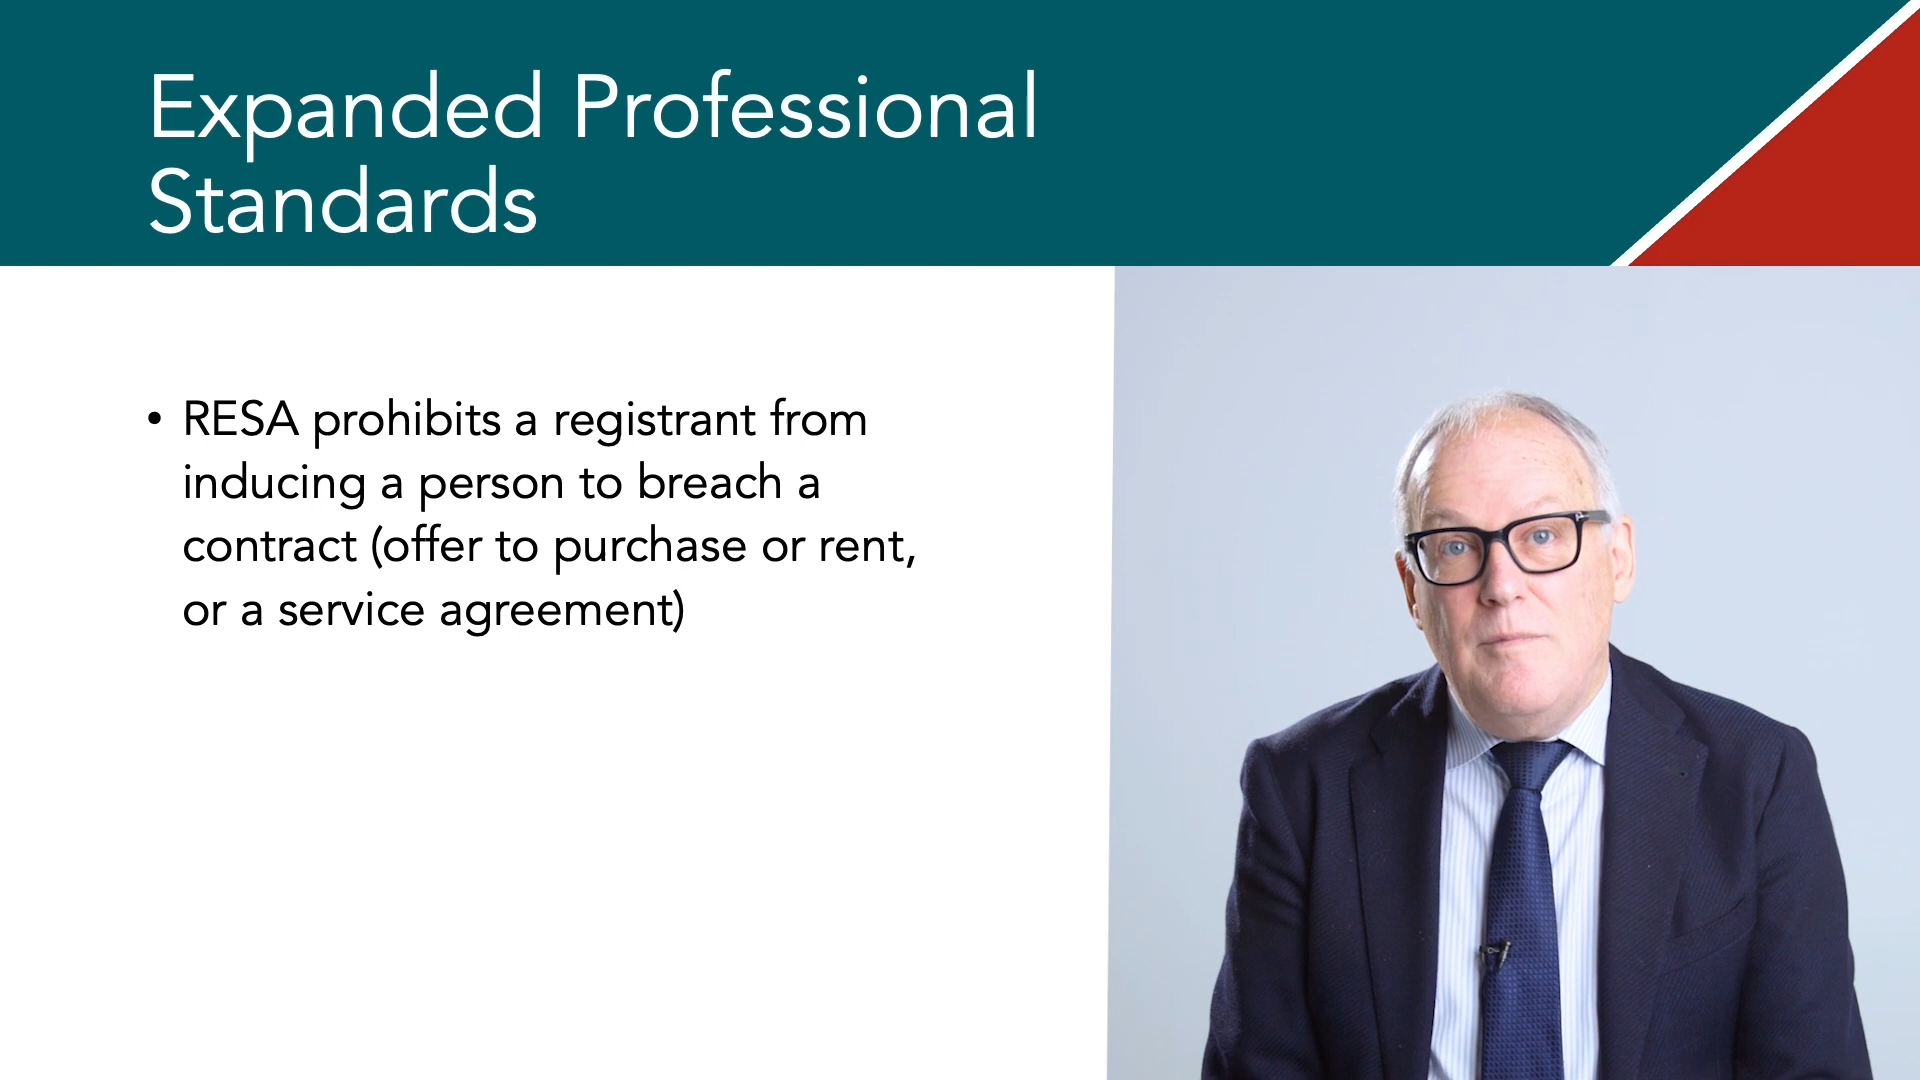 Expanded Professional
Standards
• RESA prohibits a registrant from
inducing a person to breach a
contract (offer to purchase or rent,
or a service agreement)